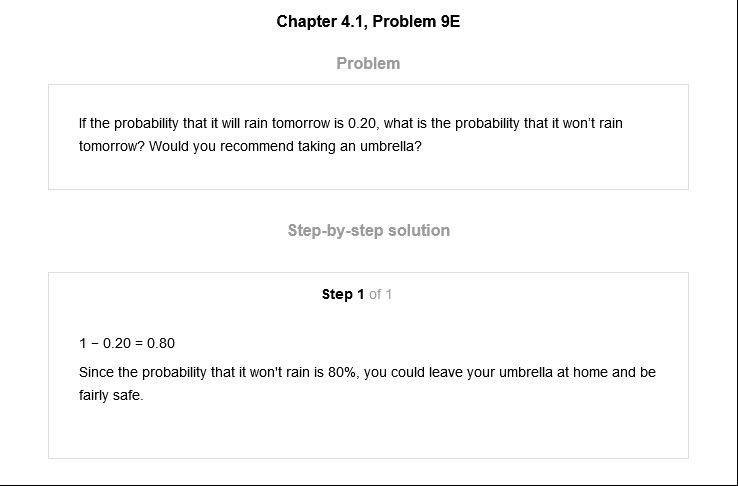 Chapter 4.1, Problem 9E
Problem
If the probability that it will rain tomorrow is 0.20, what is the probability that it won't rain
tomorrow? Would you recommend taking an umbrella?
Step-by-step solution
Step 1 of 1
1 − 0.20 = 0.80
Since the probability that it won't rain is 80%, you could leave your umbrella at home and be
fairly safe.